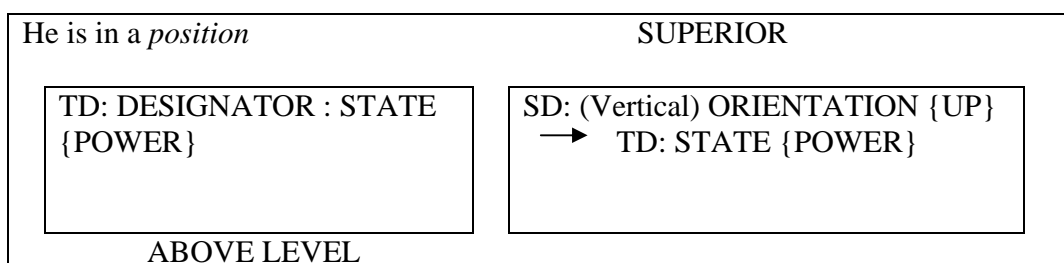 He is in a position SUPERIOR
TD: DESIGNATOR : STATE
{POWER}
SD: (Vertical) ORIENTATION {UP}
TD: STATE {POWER}
ABOVE LEVEL